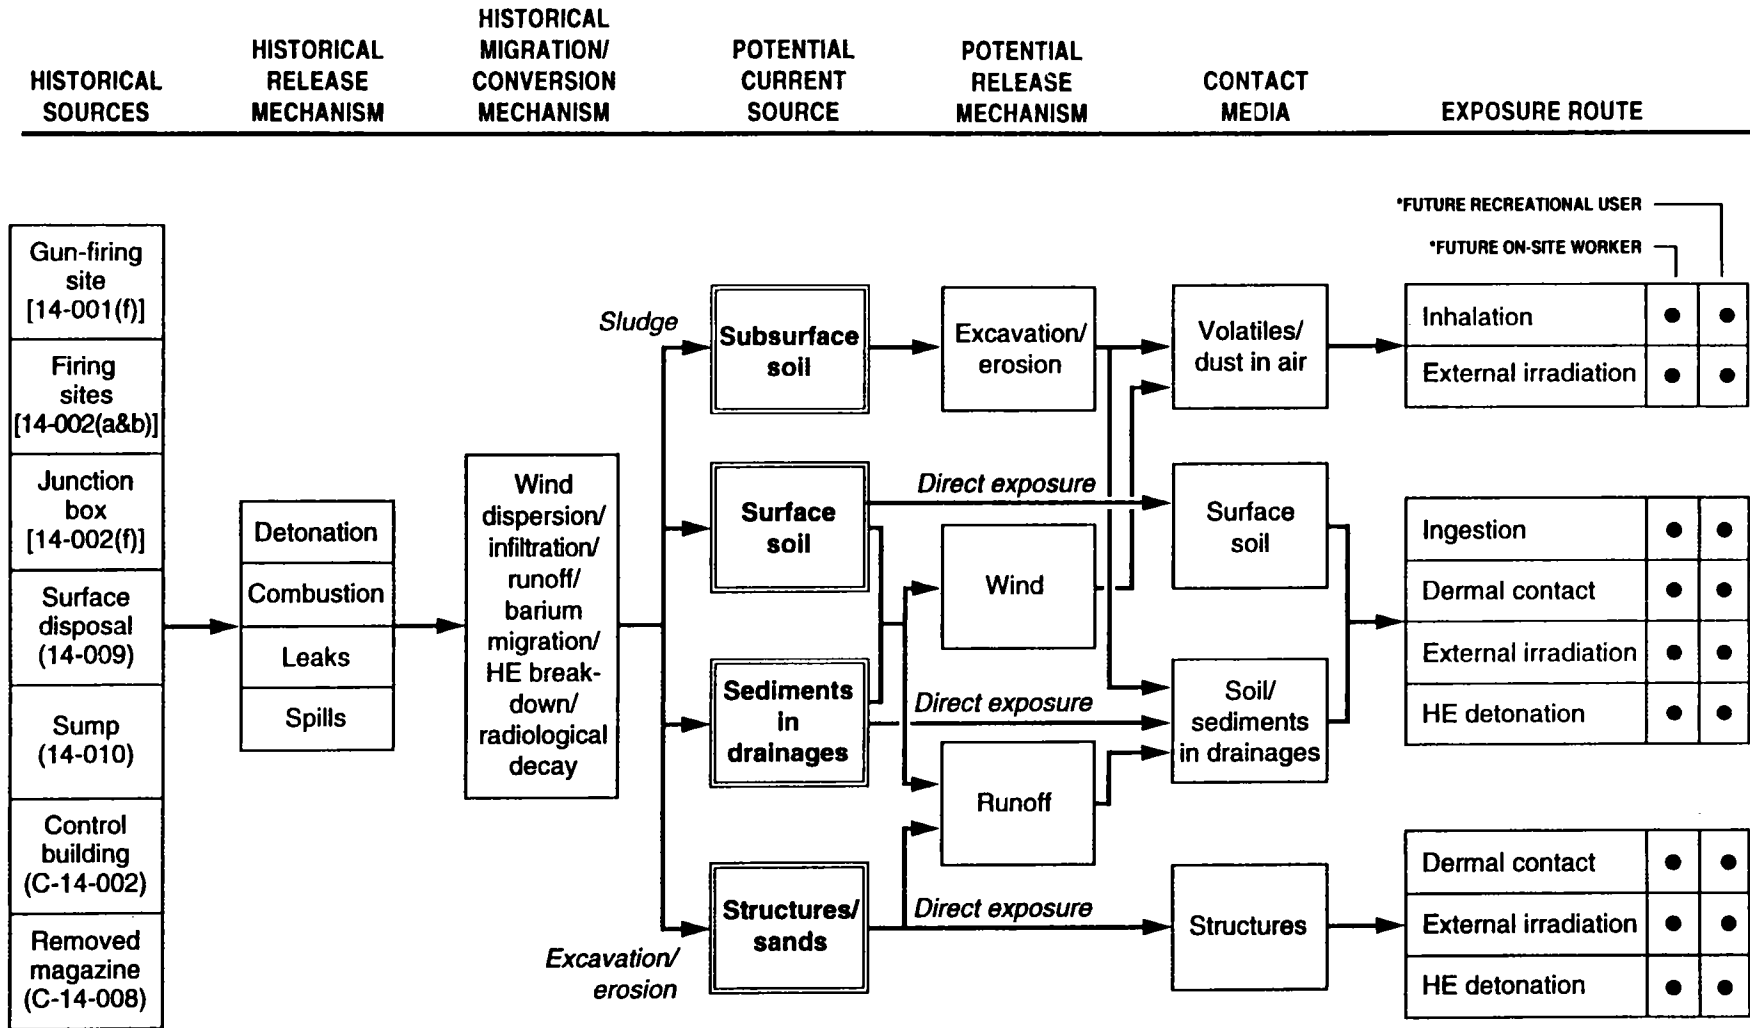 HISTORICAL
SOURCES
HISTORICAL
RELEASE
MECHANISM
HISTORICAL
MIGRATION/
CONVERSION
MECHANISM
POTENTIAL
CURRENT
SOURCE
POTENTIAL
RELEASE
MECHANISM
CONTACT
MEDIA
EXPOSURE ROUTE
*FUTURE RECREATIONAL USER
*FUTURE ON-SITE WORKER
Gun-firing
site
[14-001(f)]
Firing
sites
[14-002(a&b)]
Junction
box
[14-002(f)]
Surface
disposal
(14-009)
Sump
(14-010)
Control
building
(C-14-002)
Removed
magazine
(C-14-008)
Detonation
Combustion
Leaks
Spills
Wind
dispersion/
infiltration/
runoff/
barium
migration/
HE break-
down/
radiological
decay
Sludge
Excavation/
erosion
Subsurface
soil
Surface
soil
Sediments
in
drainages
Structures/
sands
Excavation/
erosion
Direct exposure
Wind
Direct exposure
Runoff
Direct exposure
Volatiles/
dust in air
Surface
soil
Soil/
sediments
in drainages
Structures
Inhalation
External irradiation
Ingestion
Dermal contact
External irradiation
HE detonation
Dermal contact
External irradiation
HE detonation